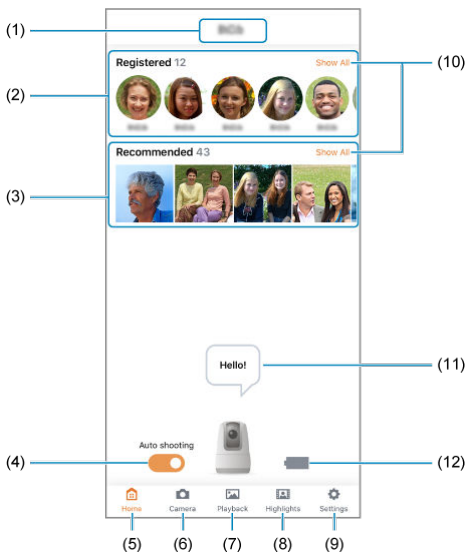 (1)
Registered 12 Show All
(10)
(2)
Recommended 43 Show All
(3)
Hello!
(11)
Auto shooting
(4)
(12)
Home Camera Playback Highlights Settings
(5) (6) (7) (8) (9)